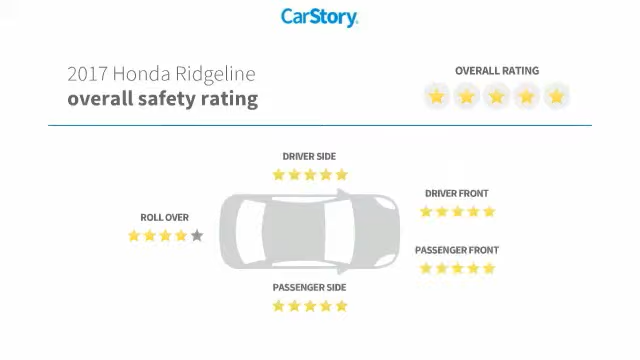 CarStory
2017 Honda Ridgeline
overall safety rating
OVERALL RATING
DRIVER SIDE
DRIVER FRONT
ROLL OVER
PASSENGER FRONT
PASSENGER SIDE